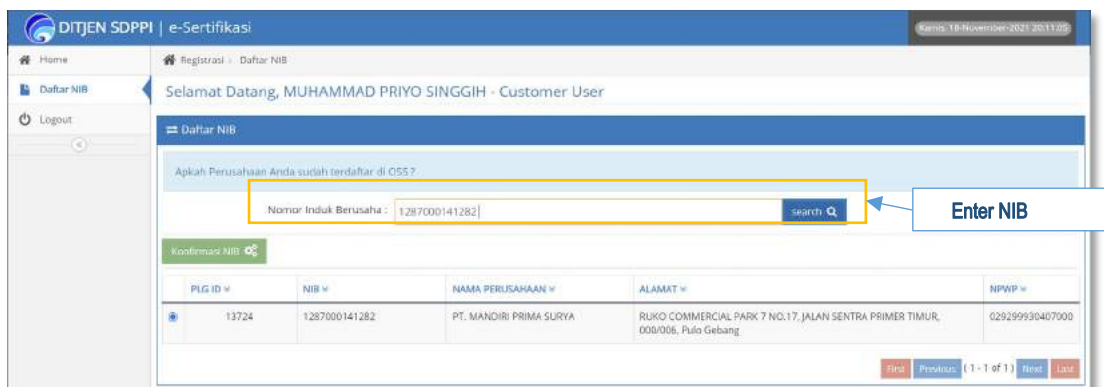 DITJEN SDPPI | e-Sertifikasi
Kamis, 18-November-2021 20:11:05
Home
Registrasi › Daftar NIB
Daftar NIB
Selamat Datang, MUHAMMAD PRIYO SINGGIH - Customer User
Logout
Daftar NIB
Apkah Perusahaan Anda sudah terdaftar di OSS ?
Nomor Induk Berusaha : 1287000141282 search
Enter NIB
Konfirmasi NIB
PLG ID NIB NAMA PERUSAHAAN ALAMAT NPWP
13724 1287000141282 PT. MANDIRI PRIMA SURYA RUKO COMMERCIAL PARK 7 NO.17, JALAN SENTRA PRIMER TIMUR, 029299930407000
000/006, Pulo Gebang
First Previous ( 1 - 1 of 1 ) Next Last